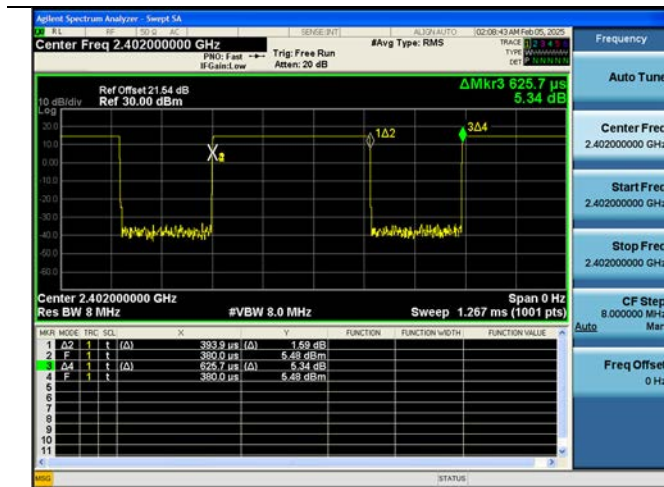 Agilent Spectrum Analyzer - Swept SA
RL RF 50 Ω AC SENSE:INT ALIGN AUTO 02:08:43 AM Feb 05, 2025
Center Freq 2.402000000 GHz #Avg Type: RMS TRACE 1 2 3 4 5 6
PNO: Fast Trig: Free Run TYPE
IFGain:Low Atten: 20 dB DET P N N N N N
Ref Offset 21.54 dB ΔMkr3 625.7 µs
10 dB/div Ref 30.00 dBm 5.34 dB
Log
20.0
10.0
0.00
-10.0
-20.0
-30.0
-40.0
-50.0
-60.0
1Δ2
3Δ4
Center 2.402000000 GHz Span 0 Hz
Res BW 8 MHz #VBW 8.0 MHz Sweep 1.267 ms (1001 pts)
MKR MODE TRC SCL X Y FUNCTION FUNCTION WIDTH FUNCTION VALUE
1 Δ2 1 t (Δ) 393.9 µs (Δ) 1.59 dB
2 F 1 t 380.0 µs 5.48 dBm
3 Δ4 1 t (Δ) 625.7 µs (Δ) 5.34 dB
4 F 1 t 380.0 µs 5.48 dBm
5
6
7
8
9
10
11
MSG STATUS
Frequency
Auto Tune
Center Freq
2.402000000 GHz
Start Freq
2.402000000 GHz
Stop Freq
2.402000000 GHz
CF Step
8.000000 MHz
Auto Man
Freq Offset
0 Hz